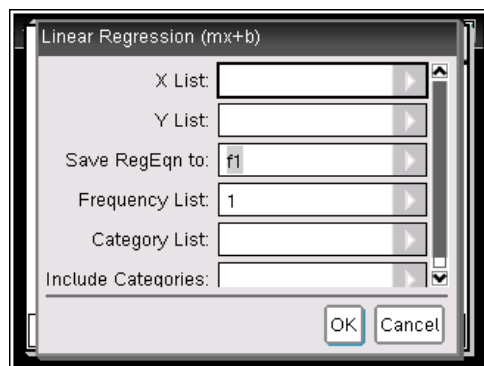 Linear Regression (mx+b)
X List:
Y List:
Save RegEqn to: f1
Frequency List: 1
Category List:
Include Categories:
OK Cancel